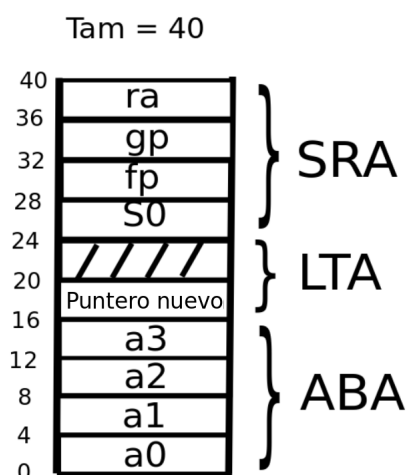 Tam = 40
40
ra
36
gp
32
fp
28
S0
24
20
Puntero nuevo
16
a3
12
a2
8
a1
4
a0
0
SRA
LTA
ABA